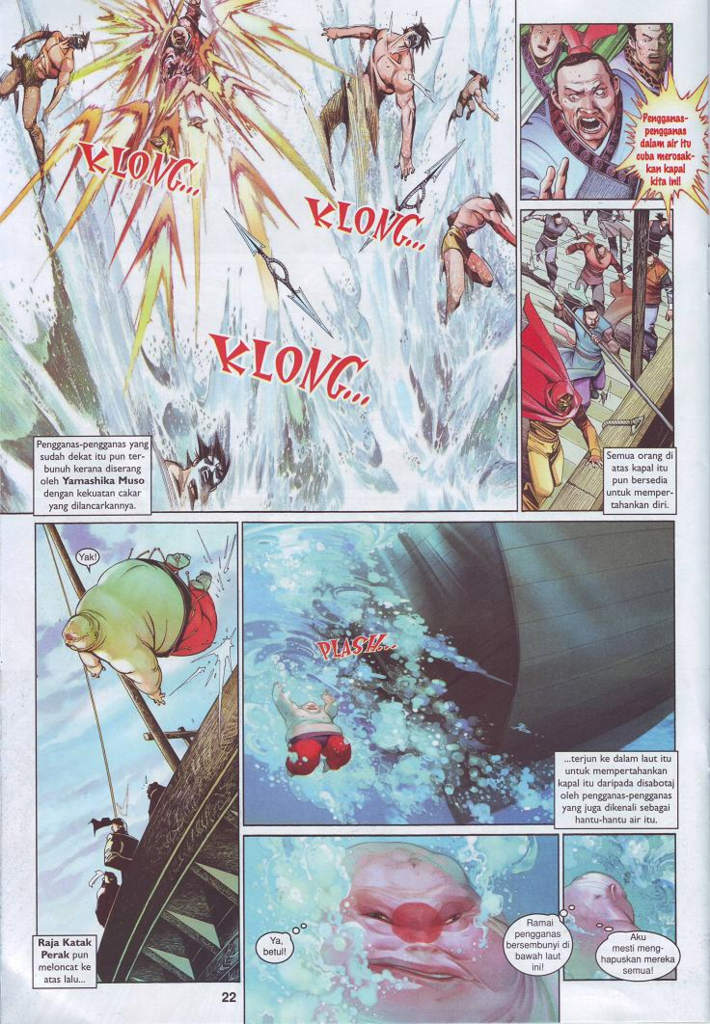 KLONG...
KLONG...
KLONG...
Pengganas-pengganas yang
sudah dekat itu pun ter-
bunuh kerana diserang
oleh Yamashika Muso
dengan kekuatan cakar
yang dilancarkannya.
Pengganas-
pengganas
dalam air itu
cuba merosak-
kan kapal
kita ini!
Semua orang di
atas kapal itu
pun bersedia
untuk memper-
tahankan diri.
Yak!
Raja Katak
Perak pun
meloncat ke
atas lalu...
PLASH...
...terjun ke dalam laut itu
untuk mempertahankan
kapal itu daripada disabotaj
oleh pengganas-pengganas
yang juga dikenali sebagai
hantu-hantu air itu.
Ya,
betul!
Ramai
pengganas
bersembunyi di
bawah laut
ini!
Aku
mesti meng-
hapuskan mereka
semua!
22